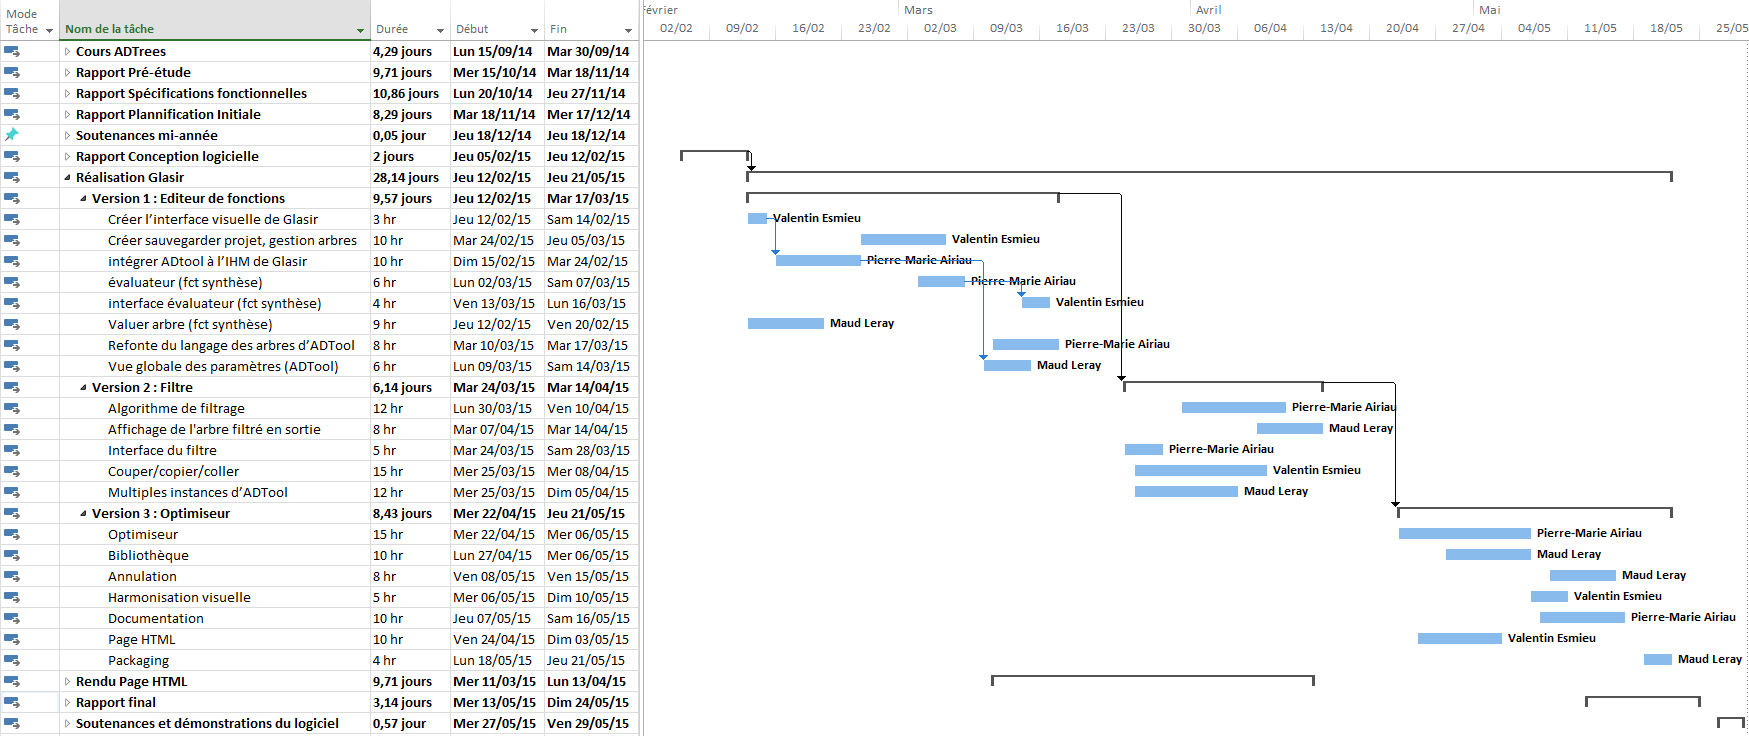 février Mars Avril Mai
Mode Tâche Nom de la tâche Durée Début Fin 02/02 09/02 16/02 23/02 02/03 09/03 16/03 23/03 30/03 06/04 13/04 20/04 27/04 04/05 11/05 18/05 25/05
Cours ADTrees 4,29 jours Lun 15/09/14 Mar 30/09/14
Rapport Pré-étude 9,71 jours Mer 15/10/14 Mar 18/11/14
Rapport Spécifications fonctionnelles 10,86 jours Lun 20/10/14 Jeu 27/11/14
Rapport Plannification Initiale 8,29 jours Mar 18/11/14 Mer 17/12/14
Soutenances mi-année 0,05 jour Jeu 18/12/14 Jeu 18/12/14
Rapport Conception logicielle 2 jours Jeu 05/02/15 Jeu 12/02/15
Réalisation Glasir 28,14 jours Jeu 12/02/15 Jeu 21/05/15
Version 1 : Editeur de fonctions 9,57 jours Jeu 12/02/15 Mar 17/03/15
Créer l’interface visuelle de Glasir 3 hr Jeu 12/02/15 Sam 14/02/15 Valentin Esmieu
Créer sauvegarder projet, gestion arbres 10 hr Mar 24/02/15 Jeu 05/03/15 Valentin Esmieu
intégrer ADtool à l’IHM de Glasir 10 hr Dim 15/02/15 Mar 24/02/15 Pierre-Marie Airiau
évaluateur (fct synthèse) 6 hr Lun 02/03/15 Sam 07/03/15 Pierre-Marie Airiau
interface évaluateur (fct synthèse) 4 hr Ven 13/03/15 Lun 16/03/15 Valentin Esmieu
Valuer arbre (fct synthèse) 9 hr Jeu 12/02/15 Ven 20/02/15 Maud Leray
Refonte du langage des arbres d’ADTool 8 hr Mar 10/03/15 Mar 17/03/15 Pierre-Marie Airiau
Vue globale des paramètres (ADTool) 6 hr Lun 09/03/15 Sam 14/03/15 Maud Leray
Version 2 : Filtre 6,14 jours Mar 24/03/15 Mar 14/04/15
Algorithme de filtrage 12 hr Lun 30/03/15 Ven 10/04/15 Pierre-Marie Airiau
Affichage de l'arbre filtré en sortie 8 hr Mar 07/04/15 Mar 14/04/15 Maud Leray
Interface du filtre 5 hr Mar 24/03/15 Sam 28/03/15 Pierre-Marie Airiau
Couper/copier/coller 15 hr Mer 25/03/15 Mer 08/04/15 Valentin Esmieu
Multiples instances d’ADTool 12 hr Mer 25/03/15 Dim 05/04/15 Maud Leray
Version 3 : Optimiseur 8,43 jours Mer 22/04/15 Jeu 21/05/15
Optimiseur 15 hr Mer 22/04/15 Mer 06/05/15 Pierre-Marie Airiau
Bibliothèque 10 hr Lun 27/04/15 Mer 06/05/15 Maud Leray
Annulation 8 hr Ven 08/05/15 Ven 15/05/15 Maud Leray
Harmonisation visuelle 5 hr Mer 06/05/15 Dim 10/05/15 Valentin Esmieu
Documentation 10 hr Jeu 07/05/15 Sam 16/05/15 Pierre-Marie Airiau
Page HTML 10 hr Ven 24/04/15 Dim 03/05/15 Valentin Esmieu
Packaging 4 hr Lun 18/05/15 Jeu 21/05/15 Maud Leray
Rendu Page HTML 9,71 jours Mer 11/03/15 Lun 13/04/15
Rapport final 3,14 jours Mer 13/05/15 Dim 24/05/15
Soutenances et démonstrations du logiciel 0,57 jour Mer 27/05/15 Ven 29/05/15